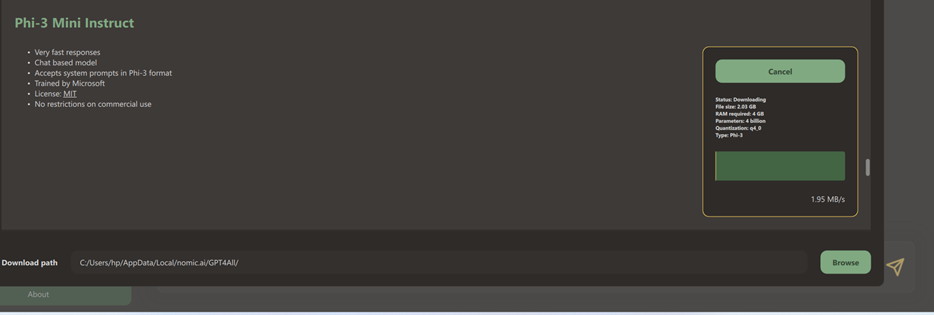 Phi-3 Mini Instruct
• Very fast responses
• Chat based model
• Accepts system prompts in Phi-3 format
• Trained by Microsoft
• License: MIT
• No restrictions on commercial use
Cancel
Status: Downloading
File size: 2.03 GB
RAM required: 4 GB
Parameters: 4 billion
Quantization: q4_0
Type: Phi-3
1.95 MB/s
Download path
C:/Users/hp/AppData/Local/nomic.ai/GPT4All/
Browse
About